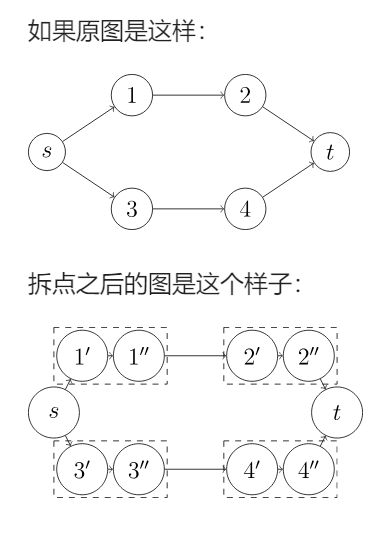 如果原图是这样：
1 2
s t
3 4
拆点之后的图是这个样子：
1′ 1″ 2′ 2″
s t
3′ 3″ 4′ 4″